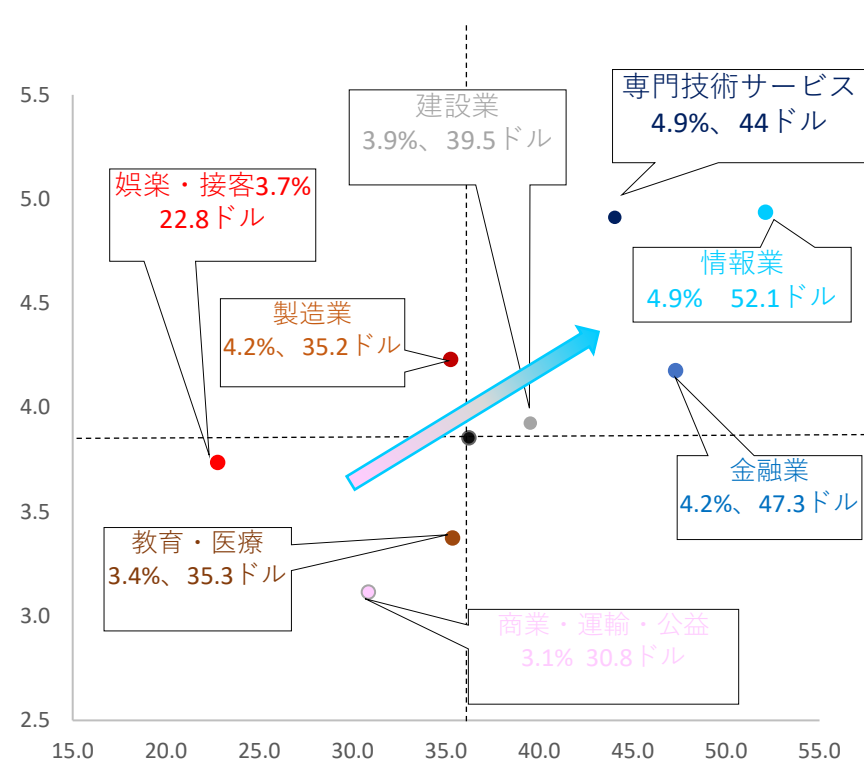 専門技術サービス
4.9%、44ドル
建設業
3.9%、39.5ドル
娯楽・接客3.7%
22.8ドル
情報業
4.9% 52.1ドル
製造業
4.2%、35.2ドル
金融業
4.2%、47.3ドル
教育・医療
3.4%、35.3ドル
商業・運輸・公益
3.1% 30.8ドル
5.5
5.0
4.5
4.0
3.5
3.0
2.5
15.0 20.0 25.0 30.0 35.0 40.0 45.0 50.0 55.0